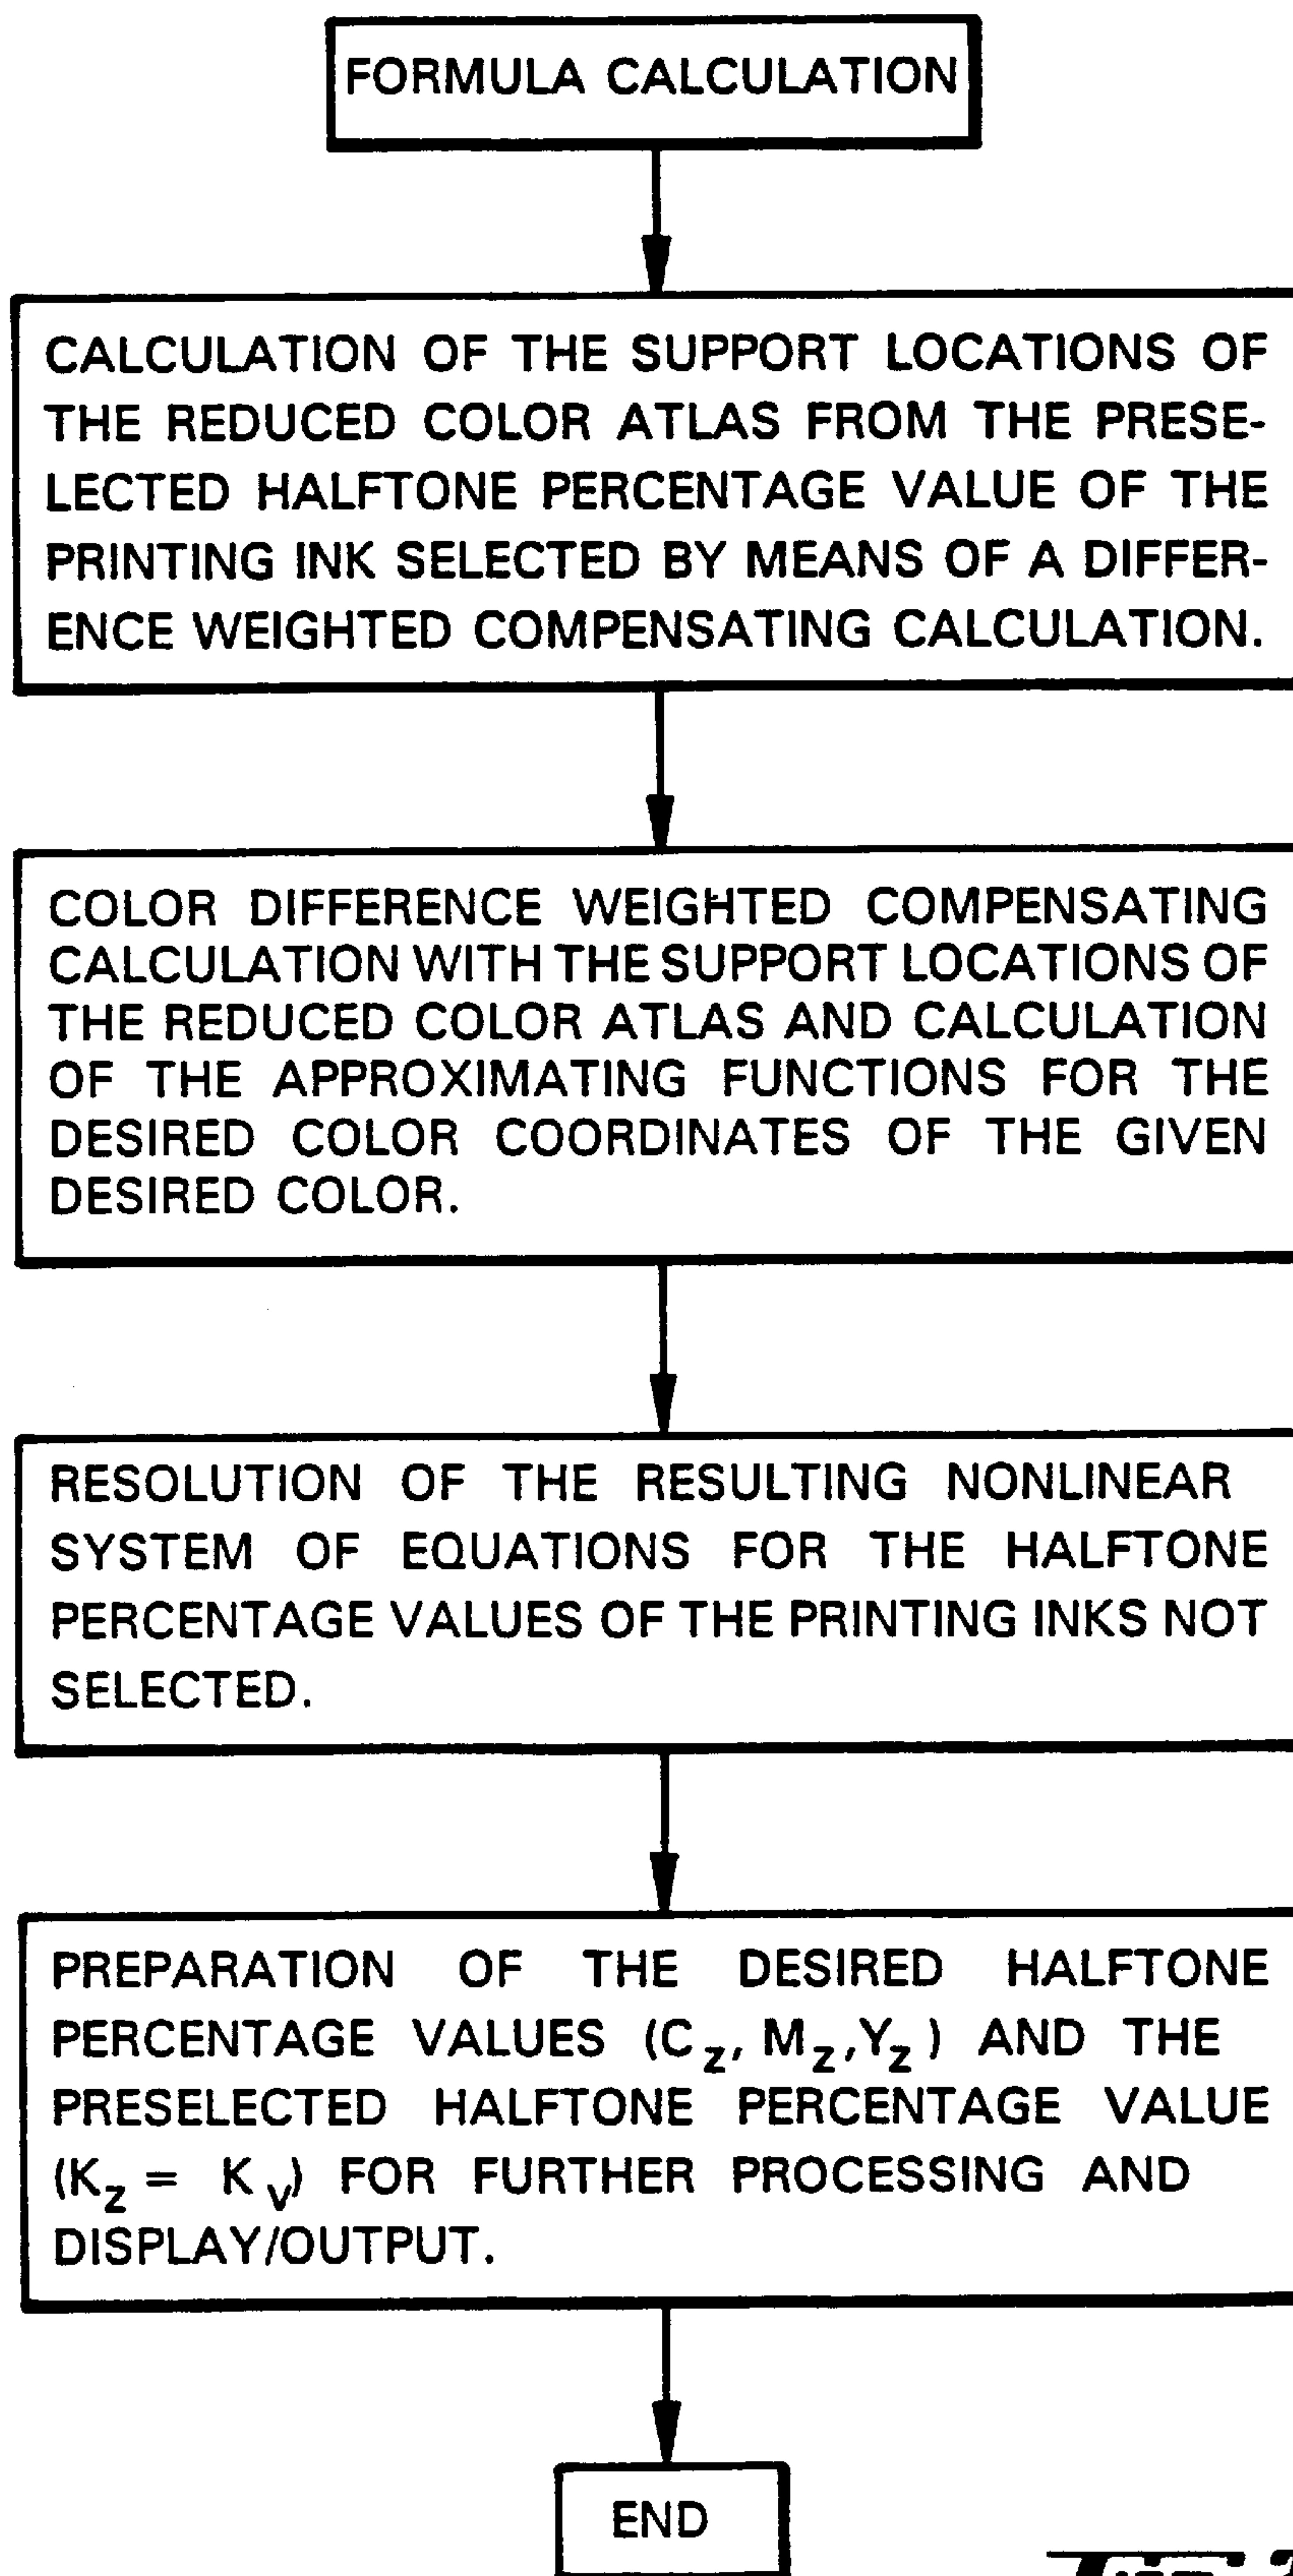 FORMULA CALCULATION
CALCULATION OF THE SUPPORT LOCATIONS OF
THE REDUCED COLOR ATLAS FROM THE PRESE-
LECTED HALFTONE PERCENTAGE VALUE OF THE
PRINTING INK SELECTED BY MEANS OF A DIFFER-
ENCE WEIGHTED COMPENSATING CALCULATION.
COLOR DIFFERENCE WEIGHTED COMPENSATING
CALCULATION WITH THE SUPPORT LOCATIONS OF
THE REDUCED COLOR ATLAS AND CALCULATION
OF THE APPROXIMATING FUNCTIONS FOR THE
DESIRED COLOR COORDINATES OF THE GIVEN
DESIRED COLOR.
RESOLUTION OF THE RESULTING NONLINEAR
SYSTEM OF EQUATIONS FOR THE HALFTONE
PERCENTAGE VALUES OF THE PRINTING INKS NOT
SELECTED.
PREPARATION OF THE DESIRED HALFTONE
PERCENTAGE VALUES (C_z, M_z, Y_z) AND THE
PRESELECTED HALFTONE PERCENTAGE VALUE
(K_z = K_v) FOR FURTHER PROCESSING AND
DISPLAY/OUTPUT.
END